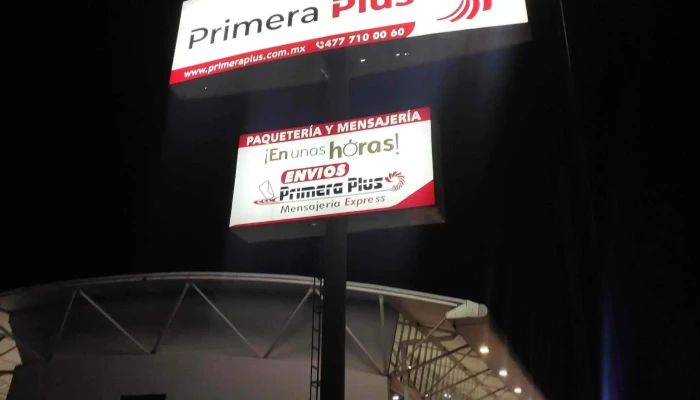 Primera Plus
www.primeraplus.com.mx 477 710 00 60
PAQUETERÍA Y MENSAJERÍA
¡En unas horas!
ENVIOS
Primera Plus
Mensajería Express